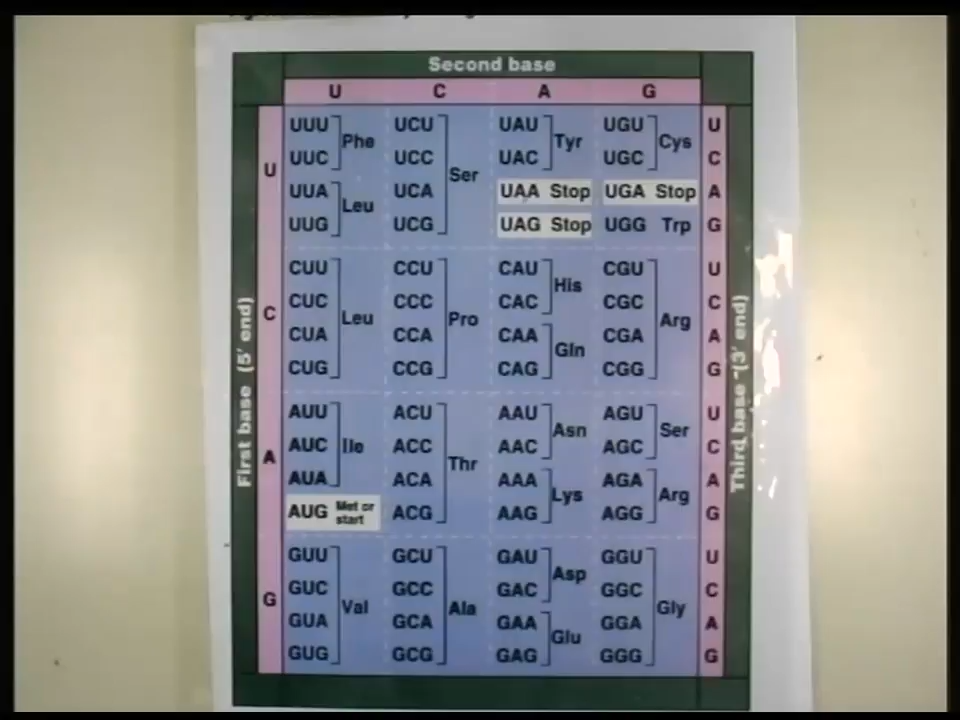 Second base
U C A G
First base (5' end)
Third base (3' end)
U
UUU UCU UAU UGU U
Phe Tyr Cys
UUC UCC UAC UGC C
Ser
UUA UCA UAA Stop UGA Stop A
Leu
UUG UCG UAG Stop UGG Trp G
C
CUU CCU CAU CGU U
His
CUC CCC CAC CGC C
Leu Pro Arg
CUA CCA CAA CGA A
Gln
CUG CCG CAG CGG G
A
AUU ACU AAU AGU U
Asn Ser
AUC Ile ACC AAC AGC C
Thr
AUA ACA AAA AGA A
Lys Arg
AUG Met or start ACG AAG AGG G
G
GUU GCU GAU GGU U
Asp
GUC GCC GAC GGC C
Val Ala Gly
GUA GCA GAA GGA A
Glu
GUG GCG GAG GGG G